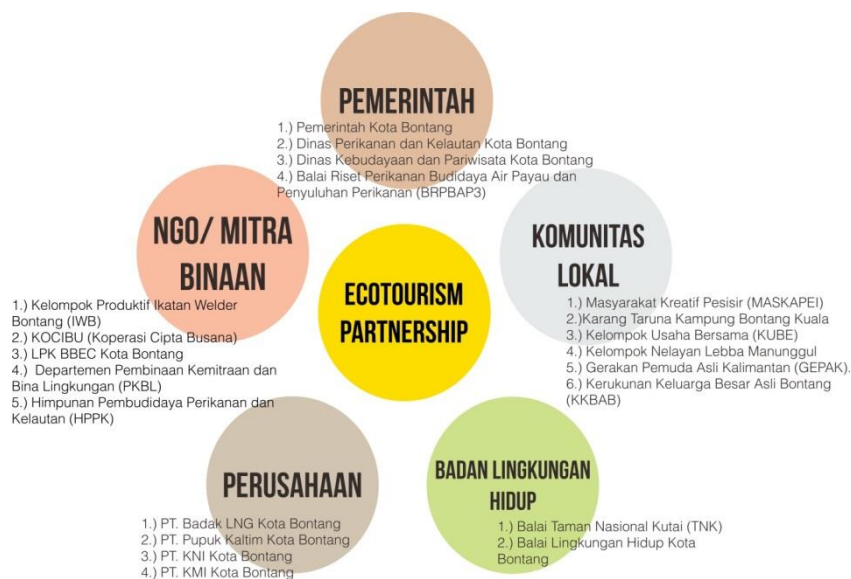 PEMERINTAH
1.) Pemerintah Kota Bontang
2.) Dinas Perikanan dan Kelautan Kota Bontang
3.) Dinas Kebudayaan dan Pariwisata Kota Bontang
4.) Balai Riset Perikanan Budidaya Air Payau dan
Penyuluhan Perikanan (BRPBAP3)
NGO/ MITRA
BINAAN
1.) Kelompok Produktif Ikatan Welder
Bontang (IWB)
2.) KOCIBU (Koperasi Cipta Busana)
3.) LPK BBEC Kota Bontang
4.) Departemen Pembinaan Kemitraan dan
Bina Lingkungan (PKBL)
5.) Himpunan Pembudidaya Perikanan dan
Kelautan (HPPK)
ECOTOURISM
PARTNERSHIP
KOMUNITAS
LOKAL
1.) Masyarakat Kreatif Pesisir (MASKAPEI)
2.)Karang Taruna Kampung Bontang Kuala
3.) Kelompok Usaha Bersama (KUBE)
4.) Kelompok Nelayan Lebba Manunggul
5.) Gerakan Pemuda Asli Kalimantan (GEPAK).
6.) Kerukunan Keluarga Besar Asli Bontang
(KKBAB)
PERUSAHAAN
1.) PT. Badak LNG Kota Bontang
2.) PT. Pupuk Kaltim Kota Bontang
3.) PT. KNI Kota Bontang
4.) PT. KMI Kota Bontang
BADAN LINGKUNGAN
HIDUP
1.) Balai Taman Nasional Kutai (TNK)
2.) Balai Lingkungan Hidup Kota
Bontang